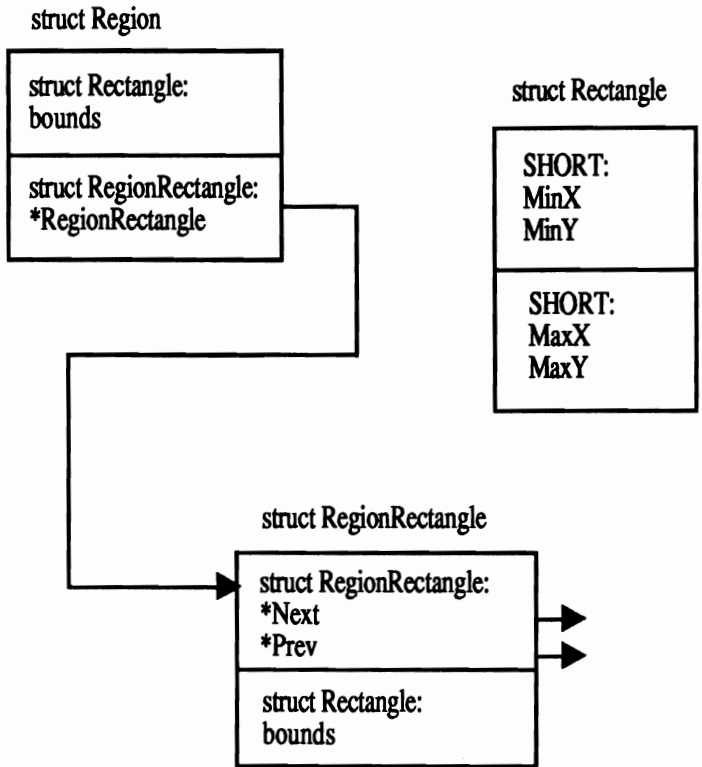 struct Region
struct Rectangle:
bounds
struct RegionRectangle:
*RegionRectangle
struct Rectangle
SHORT:
MinX
MinY
SHORT:
MaxX
MaxY
struct RegionRectangle
struct RegionRectangle:
*Next
*Prev
struct Rectangle:
bounds